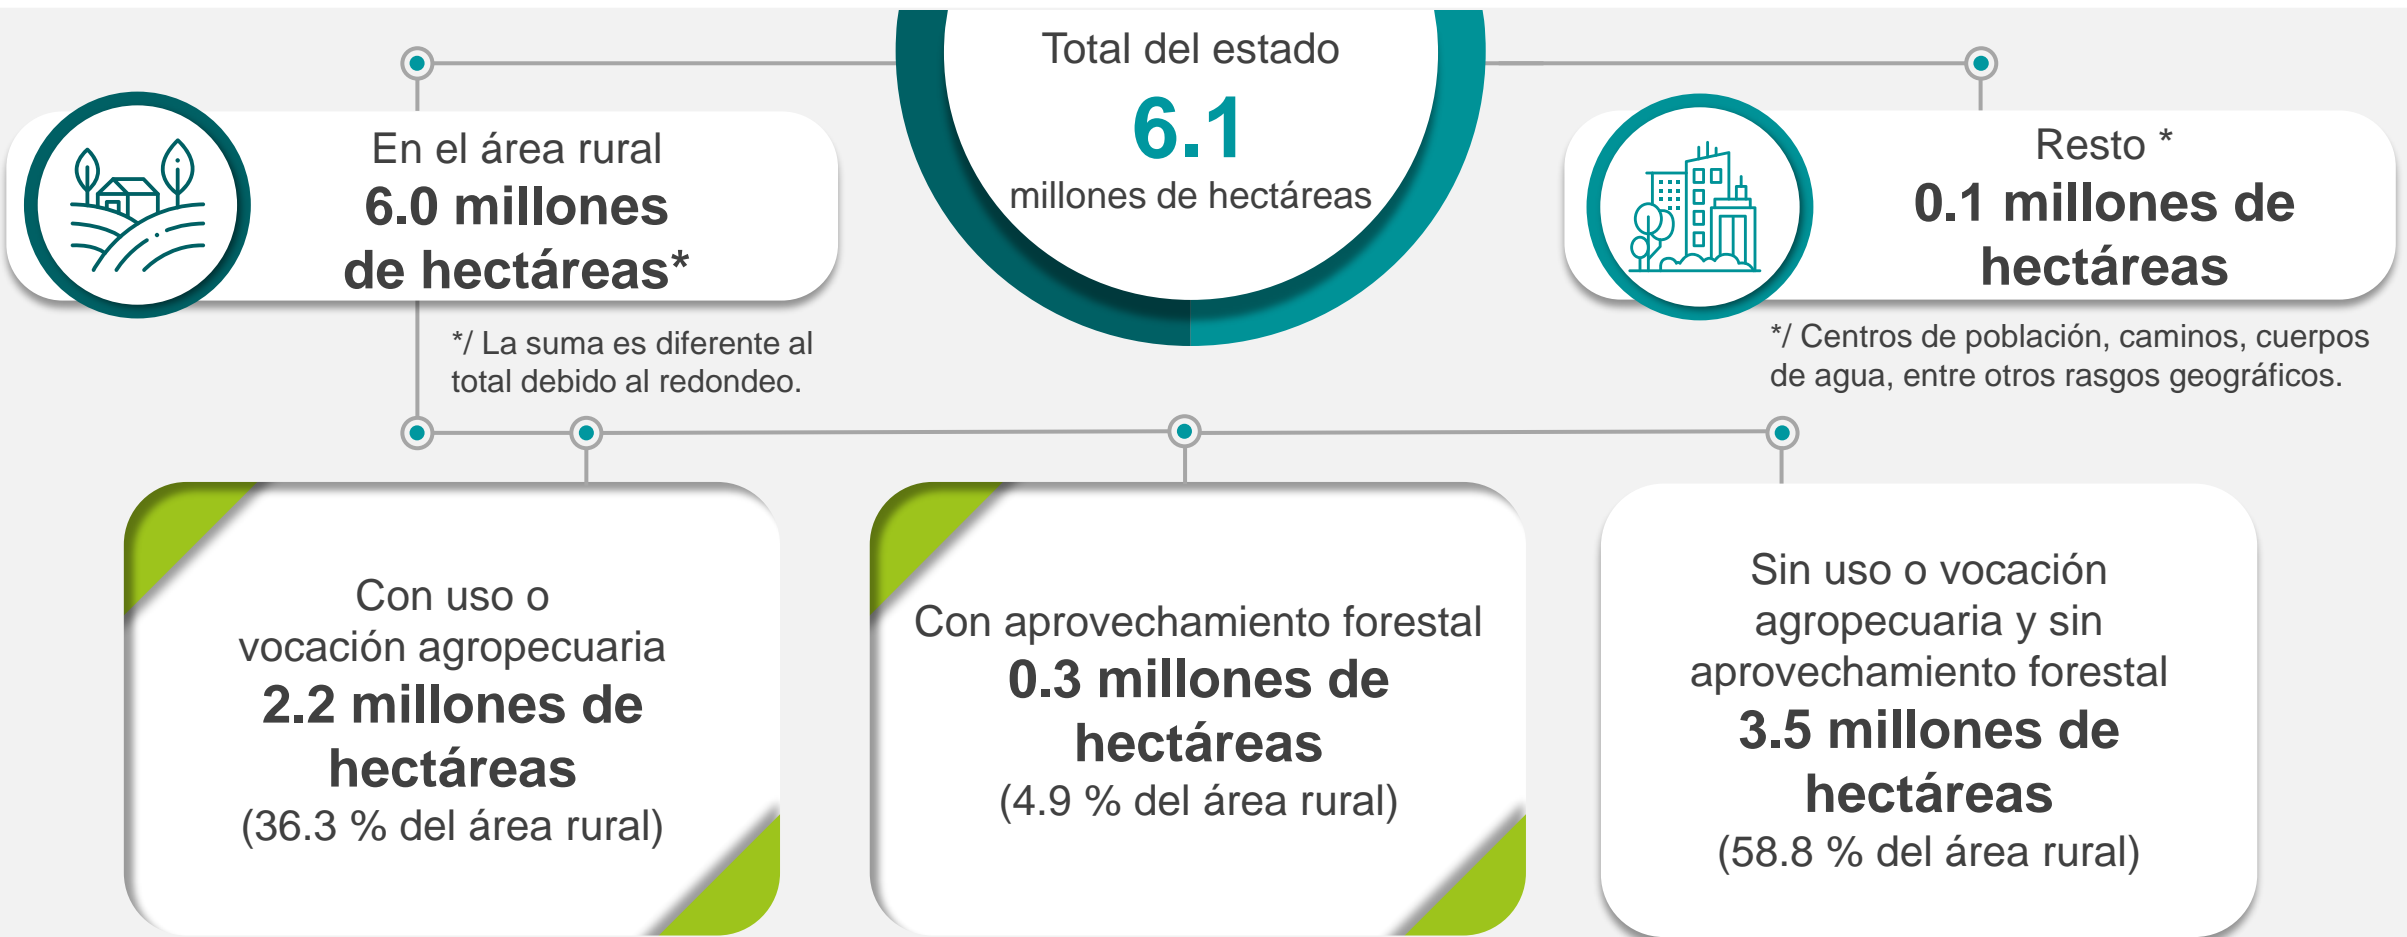 Total del estado
6.1
millones de hectáreas
En el área rural
6.0 millones
de hectáreas*
*/ La suma es diferente al
total debido al redondeo.
Resto *
0.1 millones de
hectáreas
*/ Centros de población, caminos, cuerpos
de agua, entre otros rasgos geográficos.
Con uso o
vocación agropecuaria
2.2 millones de
hectáreas
(36.3 % del área rural)
Con aprovechamiento forestal
0.3 millones de
hectáreas
(4.9 % del área rural)
Sin uso o vocación
agropecuaria y sin
aprovechamiento forestal
3.5 millones de
hectáreas
(58.8 % del área rural)